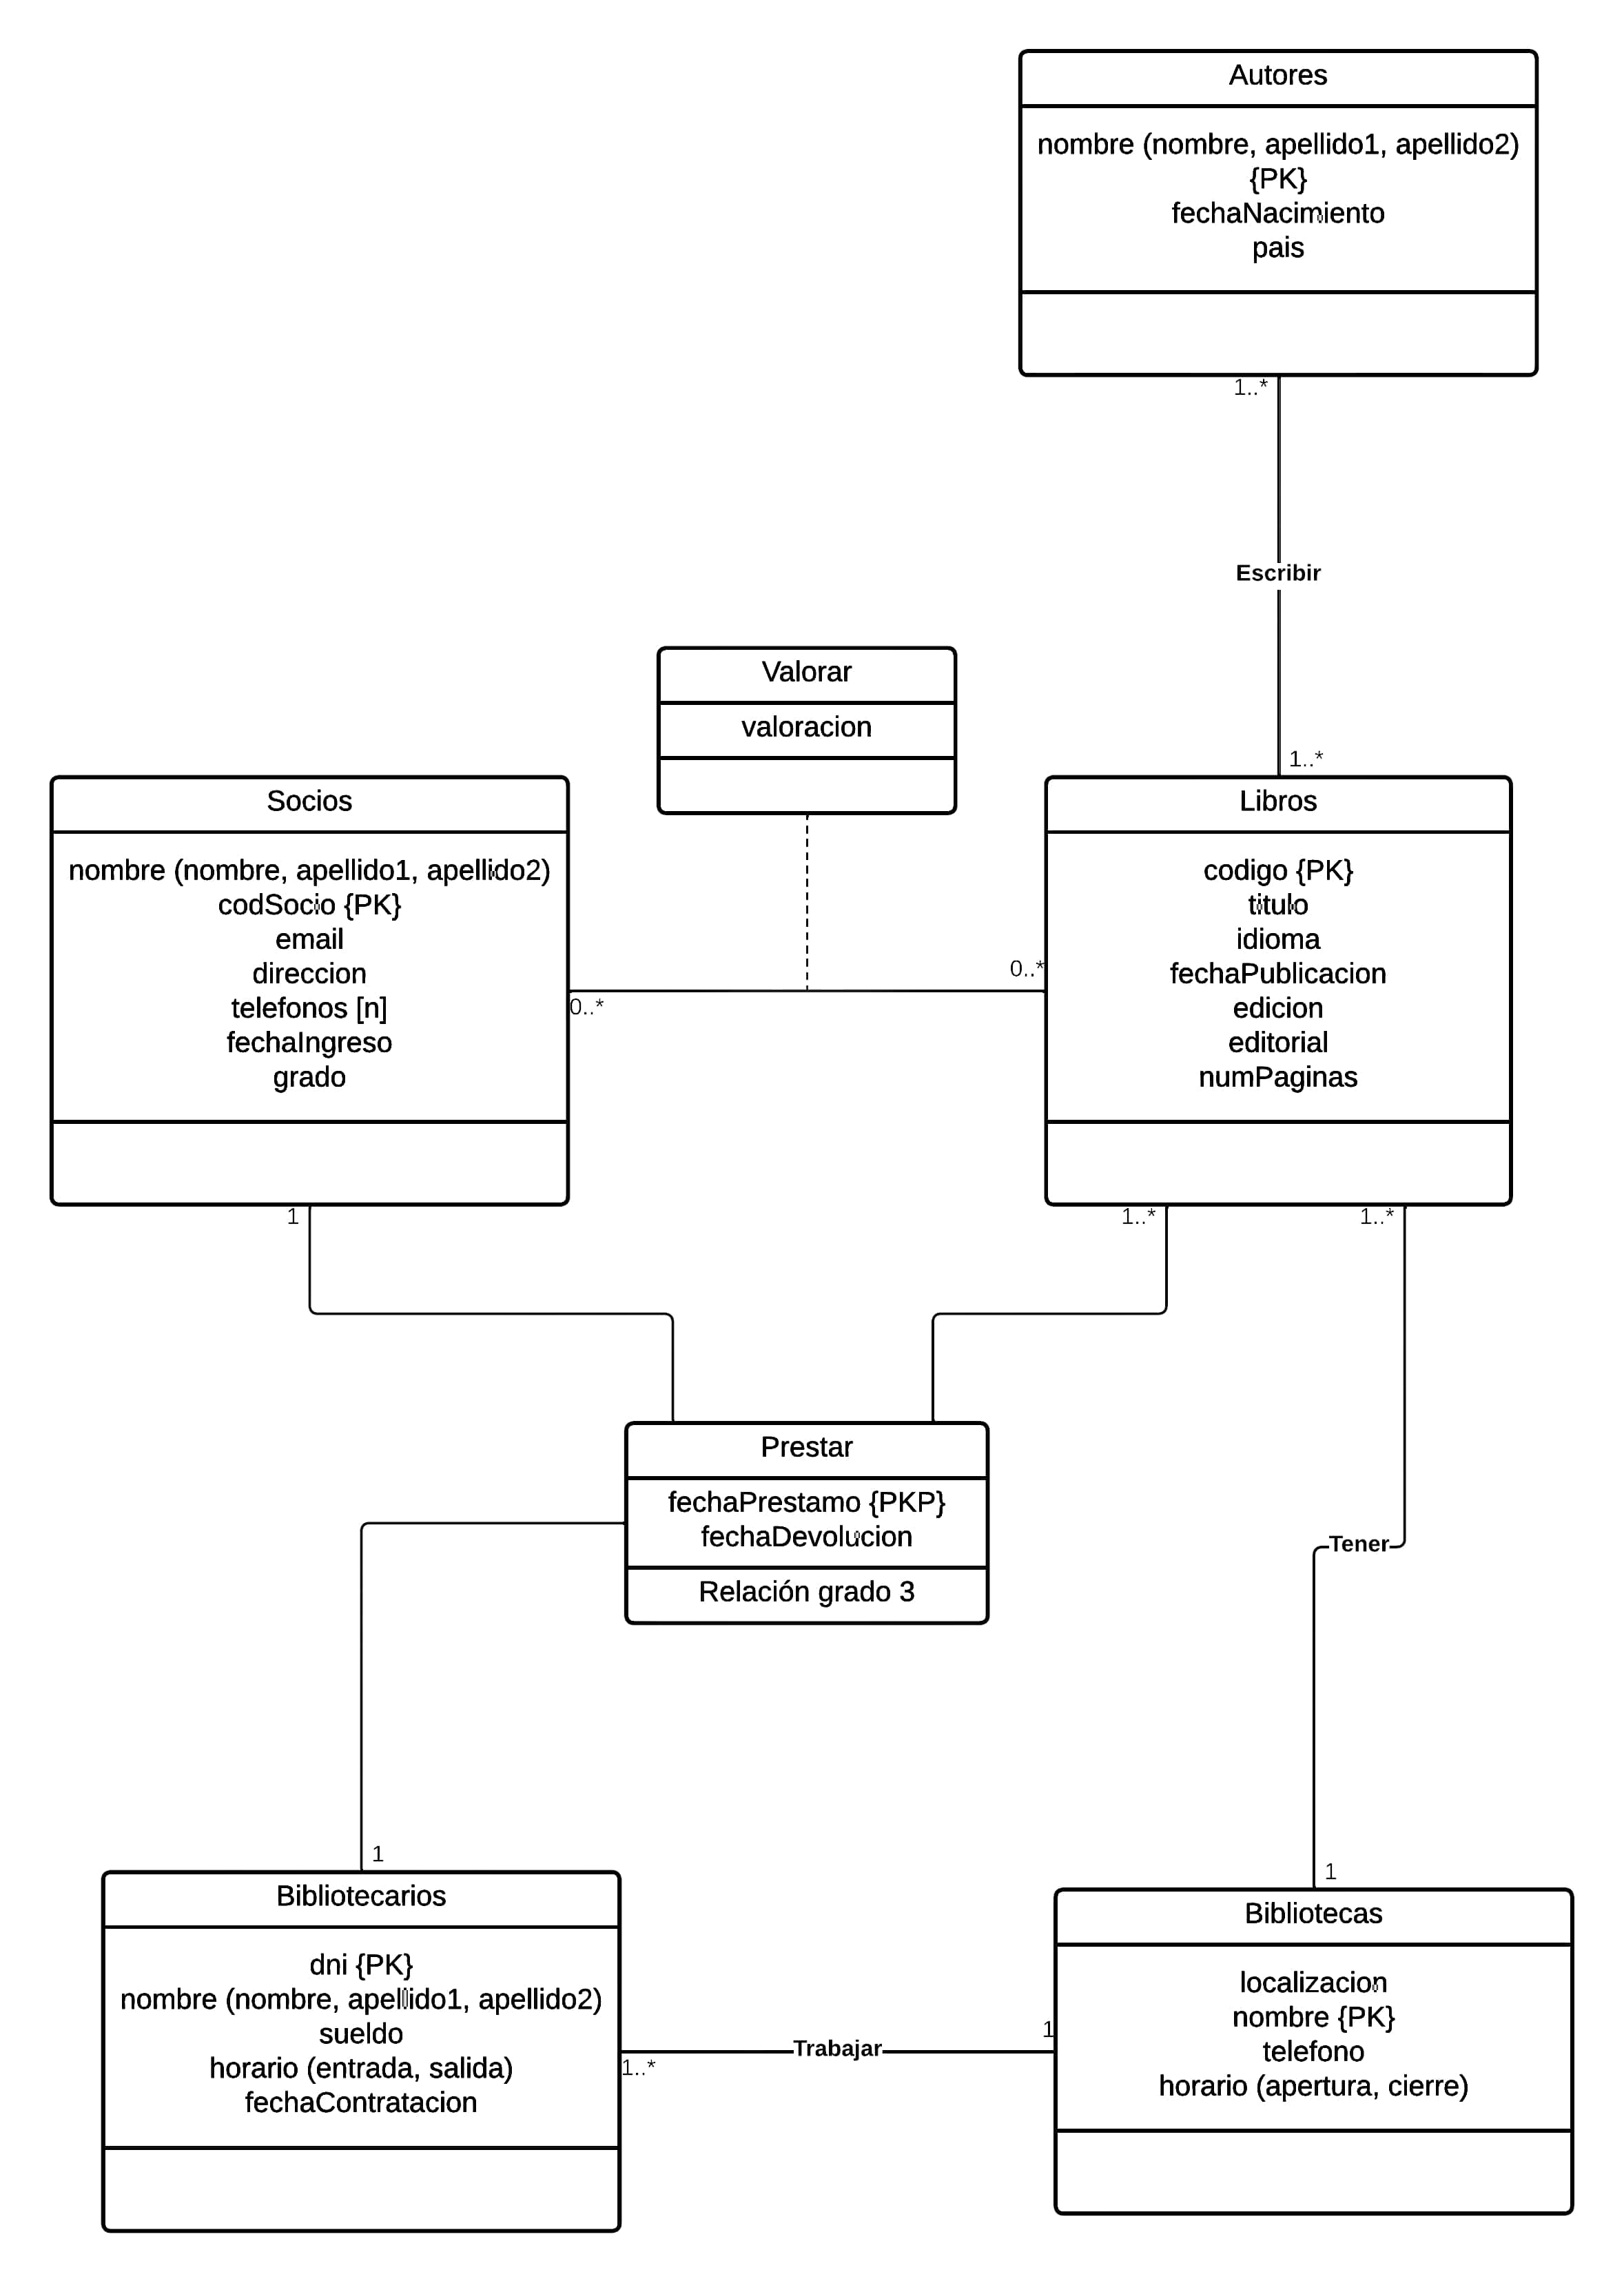 Autores
nombre (nombre, apellido1, apellido2)
{PK}
fechaNacimiento
pais
1..*
Escribir
1..*
Valorar
valoracion
Socios
nombre (nombre, apellido1, apellido2)
codSocio {PK}
email
direccion
telefonos [n]
fechaIngreso
grado
0..*
0..*
Libros
codigo {PK}
titulo
idioma
fechaPublicacion
edicion
editorial
numPaginas
1
1..*
1..*
Prestar
fechaPrestamo {PKP}
fechaDevolucion
Relación grado 3
Tener
1
1
Bibliotecarios
dni {PK}
nombre (nombre, apellido1, apellido2)
sueldo
horario (entrada, salida)
fechaContratacion
1..*
Trabajar
1
Bibliotecas
localizacion
nombre {PK}
telefono
horario (apertura, cierre)